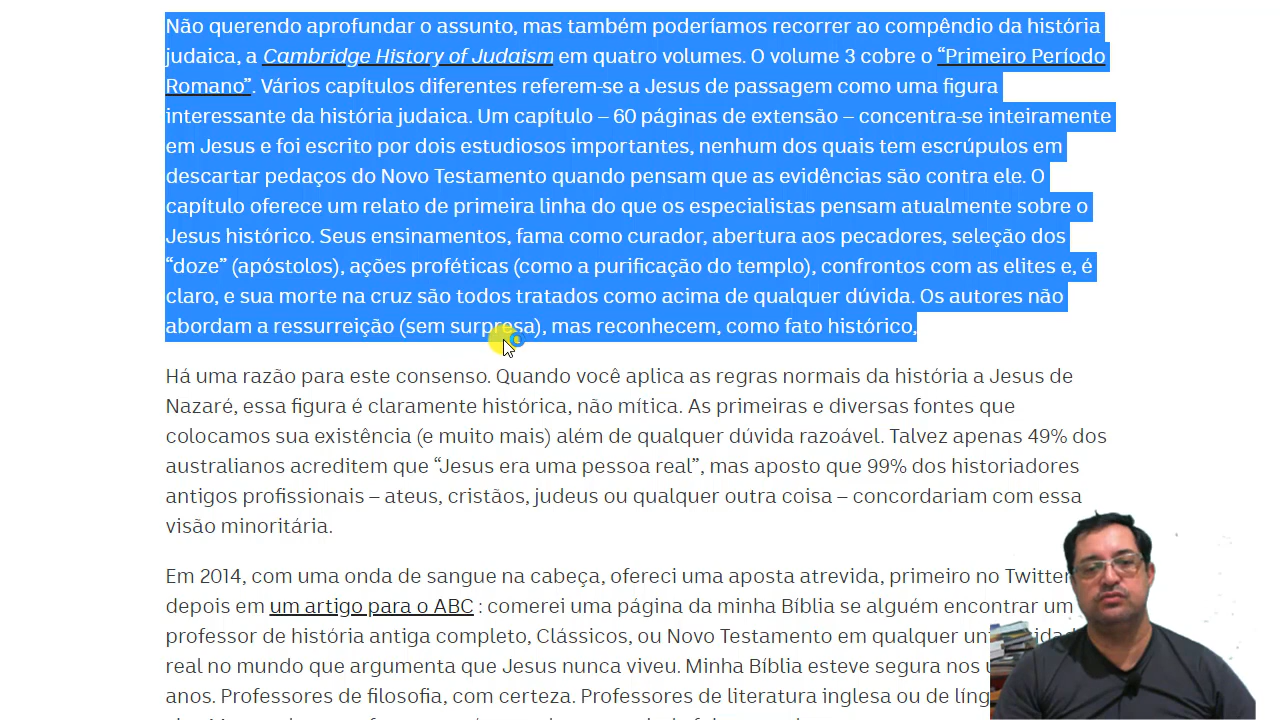 Não querendo aprofundar o assunto, mas também poderíamos recorrer ao compêndio da história
judaica, a Cambridge History of Judaism em quatro volumes. O volume 3 cobre o “Primeiro Período
Romano”. Vários capítulos diferentes referem-se a Jesus de passagem como uma figura
interessante da história judaica. Um capítulo – 60 páginas de extensão – concentra-se inteiramente
em Jesus e foi escrito por dois estudiosos importantes, nenhum dos quais tem escrúpulos em
descartar pedaços do Novo Testamento quando pensam que as evidências são contra ele. O
capítulo oferece um relato de primeira linha do que os especialistas pensam atualmente sobre o
Jesus histórico. Seus ensinamentos, fama como curador, abertura aos pecadores, seleção dos
“doze” (apóstolos), ações proféticas (como a purificação do templo), confrontos com as elites e, é
claro, e sua morte na cruz são todos tratados como acima de qualquer dúvida. Os autores não
abordam a ressurreição (sem surpresa), mas reconhecem, como fato histórico,
Há uma razão para este consenso. Quando você aplica as regras normais da história a Jesus de
Nazaré, essa figura é claramente histórica, não mítica. As primeiras e diversas fontes que
colocamos sua existência (e muito mais) além de qualquer dúvida razoável. Talvez apenas 49% dos
australianos acreditem que “Jesus era uma pessoa real”, mas aposto que 99% dos historiadores
antigos profissionais – ateus, cristãos, judeus ou qualquer outra coisa – concordariam com essa
visão minoritária.
Em 2014, com uma onda de sangue na cabeça, ofereci uma aposta atrevida, primeiro no Twitter
depois em um artigo para o ABC : comerei uma página da minha Bíblia se alguém encontrar um
professor de história antiga completo, Clássicos, ou Novo Testamento em qualquer
real no mundo que argumenta que Jesus nunca viveu. Minha Bíblia esteve segura nos
anos. Professores de filosofia, com certeza. Professores de literatura inglesa ou de